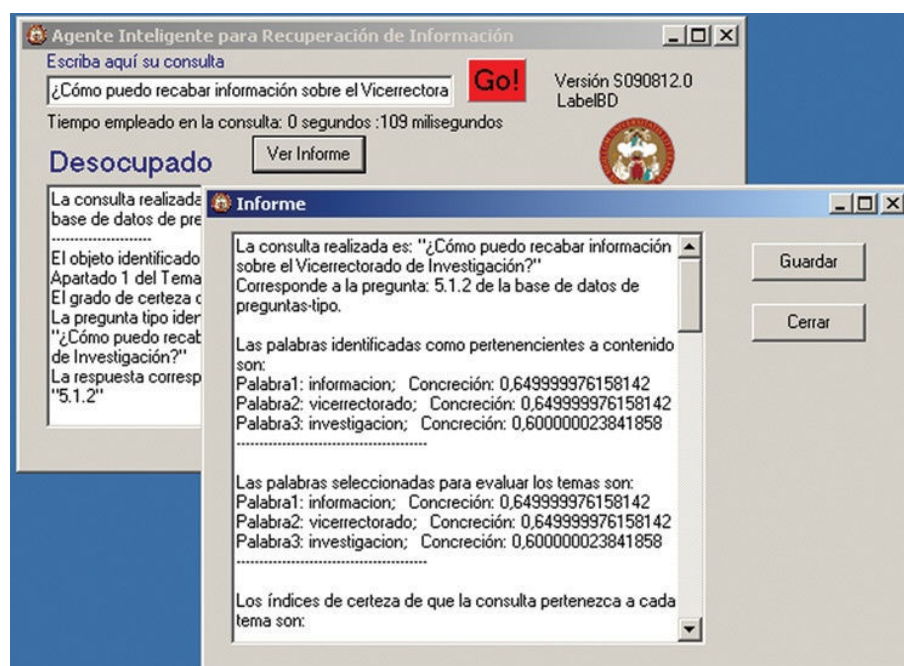 Agente Inteligente para Recuperación de Información
Escriba aquí su consulta
¿Cómo puedo recabar información sobre el Vicerrectora
Go!
Versión S090812.0
LabelBD
Tiempo empleado en la consulta: 0 segundos :109 milisegundos
Desocupado
Ver Informe
La consulta realizada
base de datos de pre
----------------------
El objeto identificado
Apartado 1 del Tema
El grado de certeza
La pregunta tipo iden
"¿Cómo puedo recab
de Investigación?"
La respuesta corresp
"5.1.2"
Informe
La consulta realizada es: "¿Cómo puedo recabar información
sobre el Vicerrectorado de Investigación?"
Corresponde a la pregunta: 5.1.2 de la base de datos de
preguntas-tipo.
Las palabras identificadas como pertenencientes a contenido
son:
Palabra1: informacion; Concreción: 0,649999976158142
Palabra2: vicerrectorado; Concreción: 0,649999976158142
Palabra3: investigacion; Concreción: 0,600000023841858
------------------------------------------
Las palabras seleccionadas para evaluar los temas son:
Palabra1: informacion; Concreción: 0,649999976158142
Palabra2: vicerrectorado; Concreción: 0,649999976158142
Palabra3: investigacion; Concreción: 0,600000023841858
------------------------------------------
Los índices de certeza de que la consulta pertenezca a cada
tema son:
Guardar
Cerrar